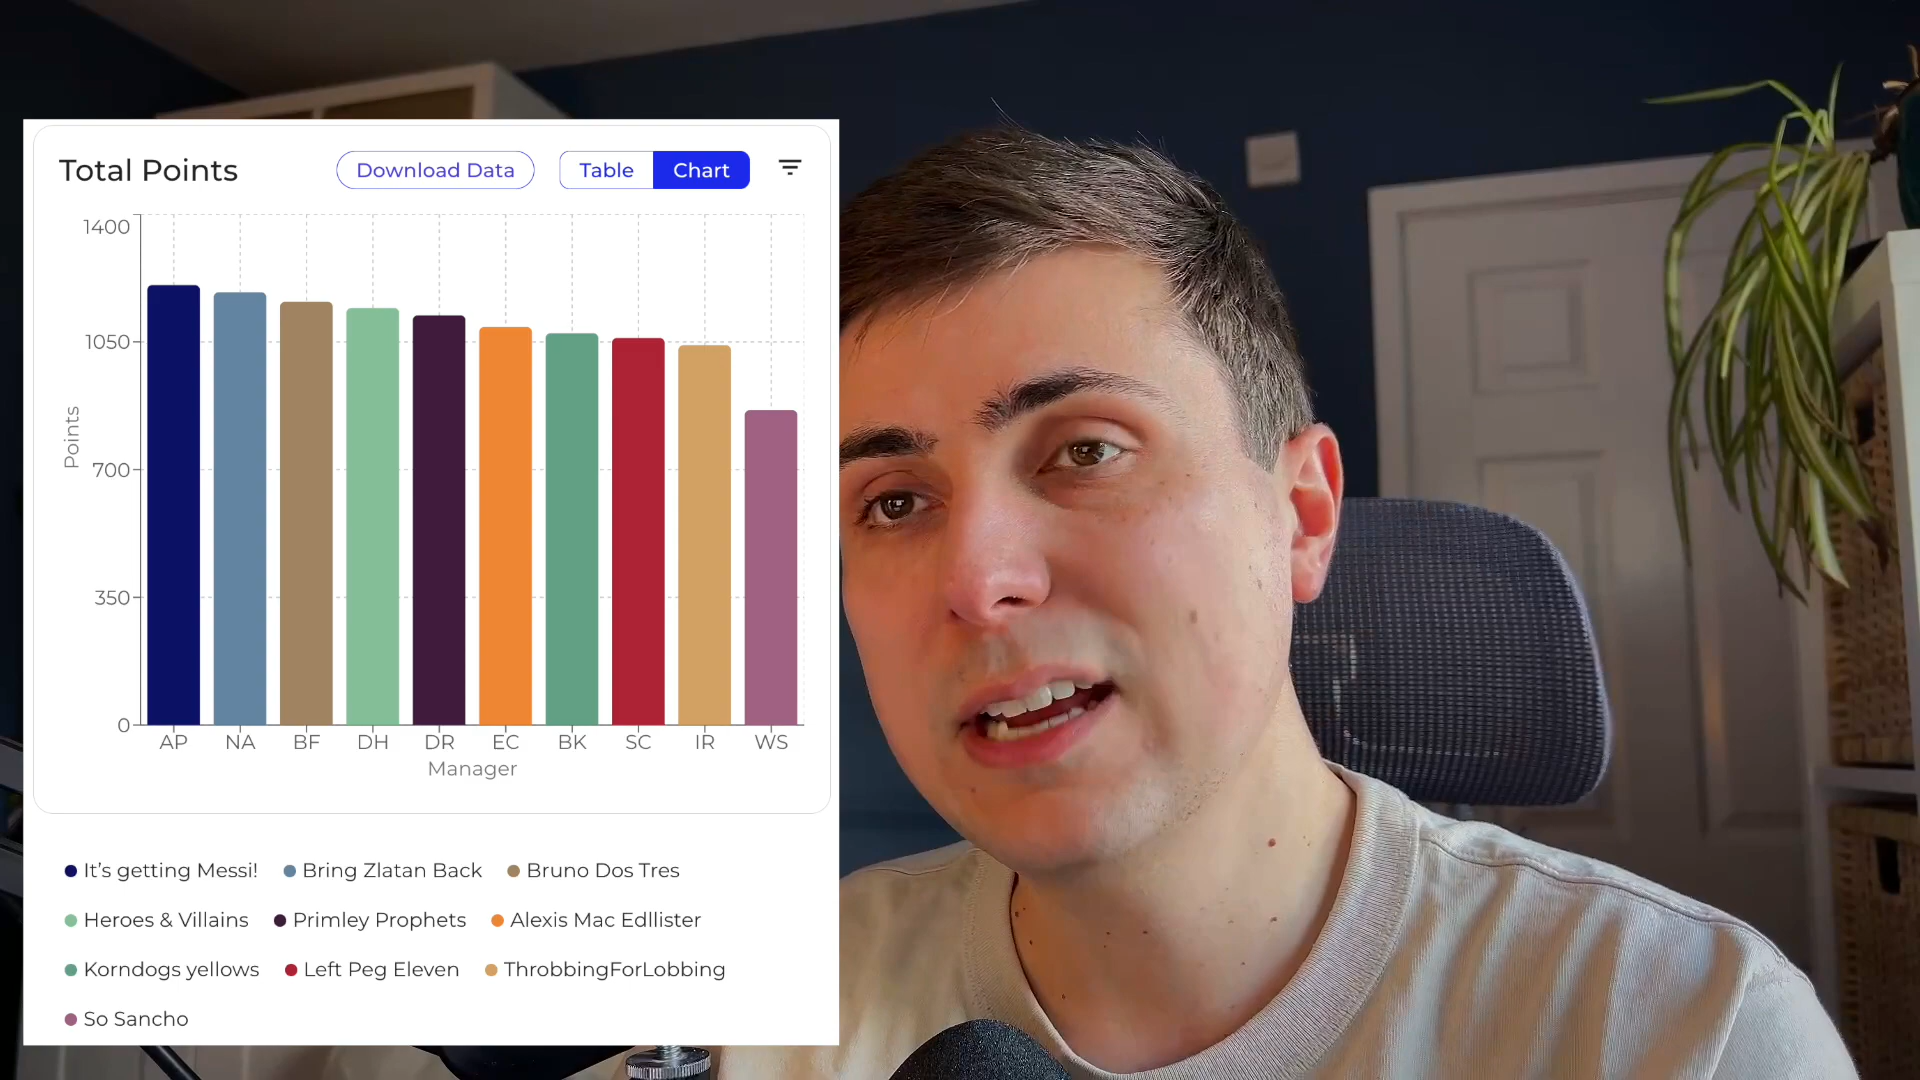 Total Points
Download Data
Table
Chart
1400
1050
700
350
0
Points
AP NA BF DH DR EC BK SC IR WS
Manager
It’s getting Messi! Bring Zlatan Back Bruno Dos Tres
Heroes & Villains Primley Prophets Alexis Mac Edllister
Korndogs yellows Left Peg Eleven ThrobbingForLobbing
So Sancho